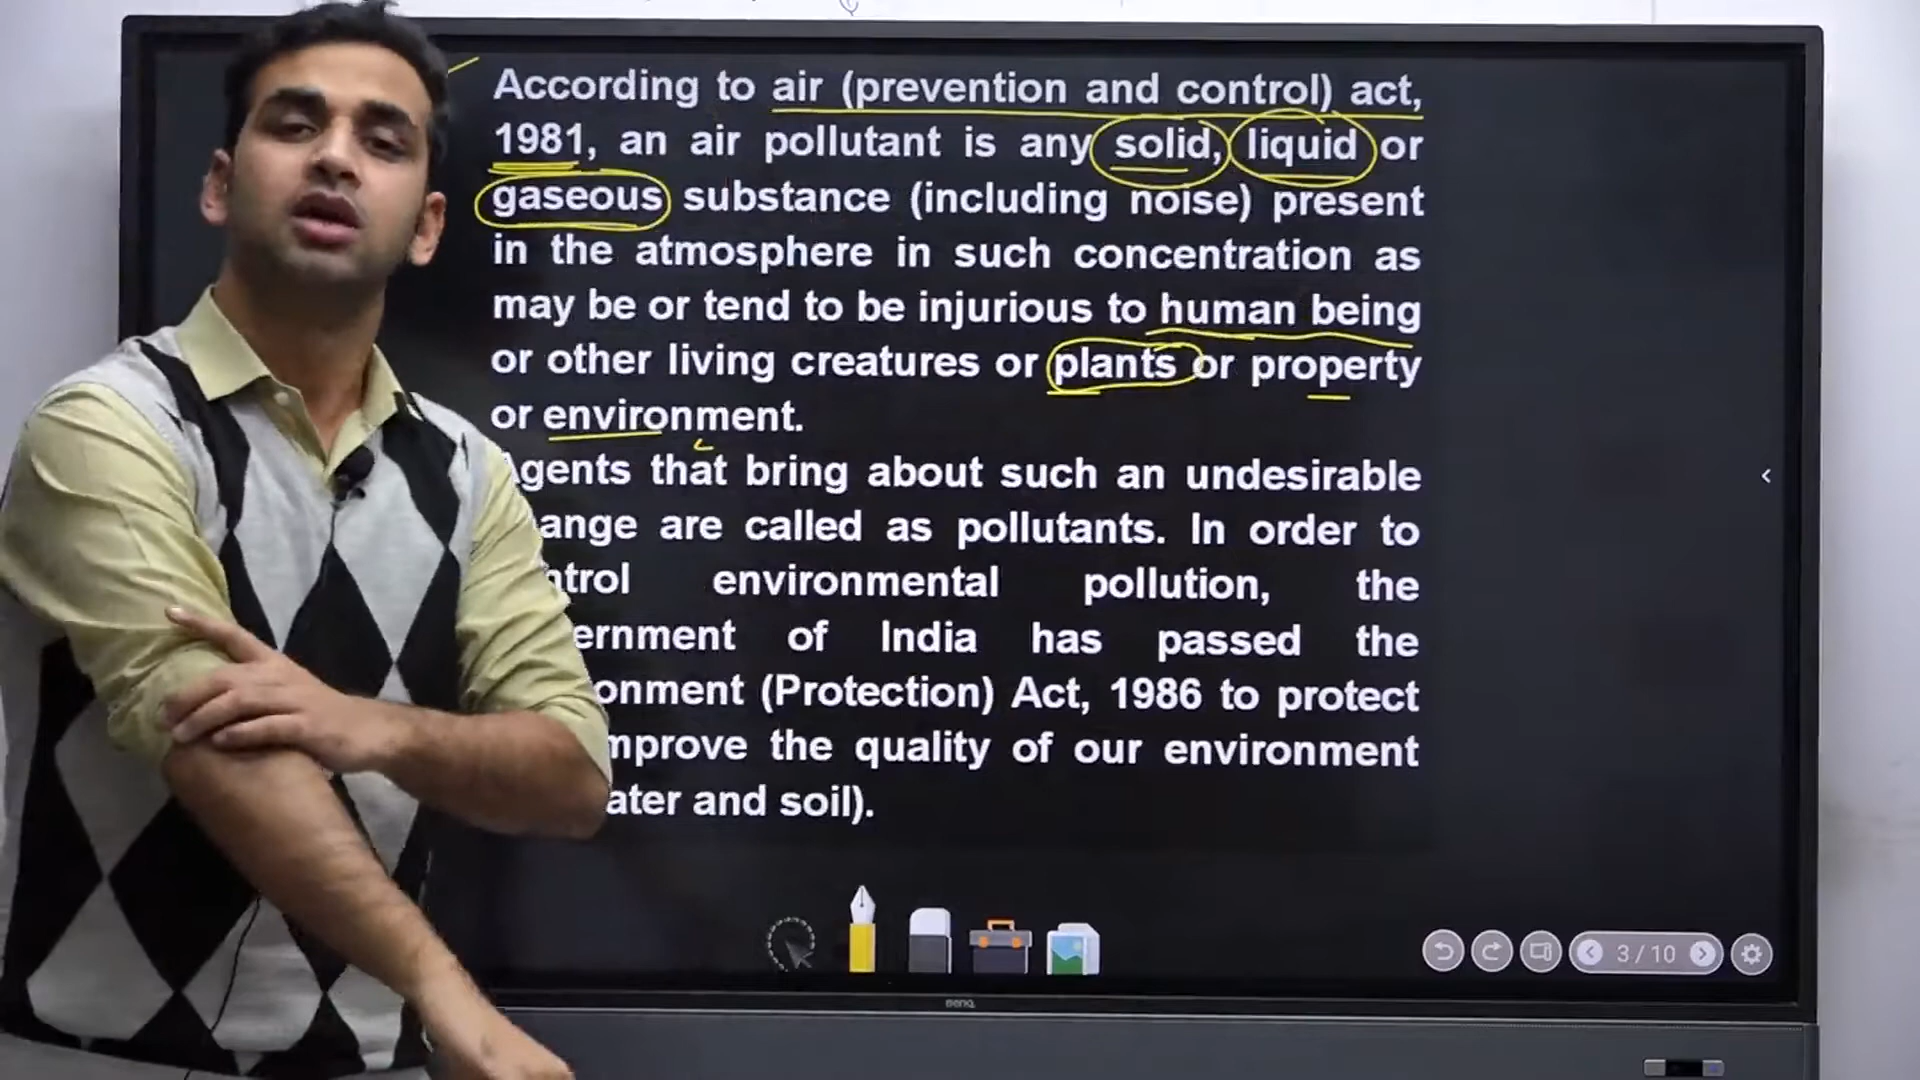 According to air (prevention and control) act,
1981, an air pollutant is any solid, liquid or
gaseous substance (including noise) present
in the atmosphere in such concentration as
may be or tend to be injurious to human being
or other living creatures or plants or property
or environment.
Agents that bring about such an undesirable
ange are called as pollutants. In order to
ntrol environmental pollution, the
ernment of India has passed the
onment (Protection) Act, 1986 to protect
mprove the quality of our environment
ater and soil).
3/10
BenQ